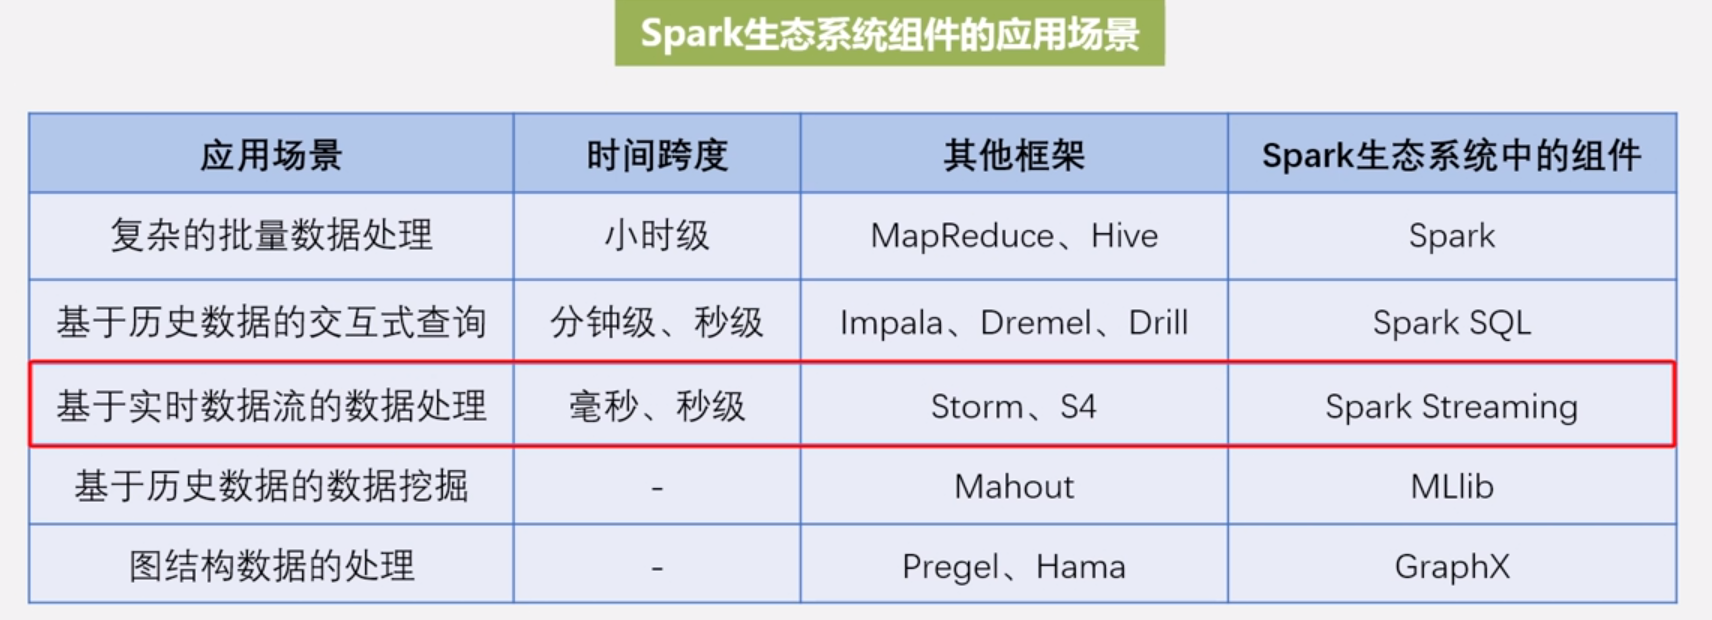 Spark生态系统组件的应用场景
应用场景 时间跨度 其他框架 Spark生态系统中的组件
复杂的批量数据处理 小时级 MapReduce、Hive Spark
基于历史数据的交互式查询 分钟级、秒级 Impala、Dremel、Drill Spark SQL
基于实时数据流的数据处理 毫秒、秒级 Storm、S4 Spark Streaming
基于历史数据的数据挖掘 - Mahout MLlib
图结构数据的处理 - Pregel、Hama GraphX